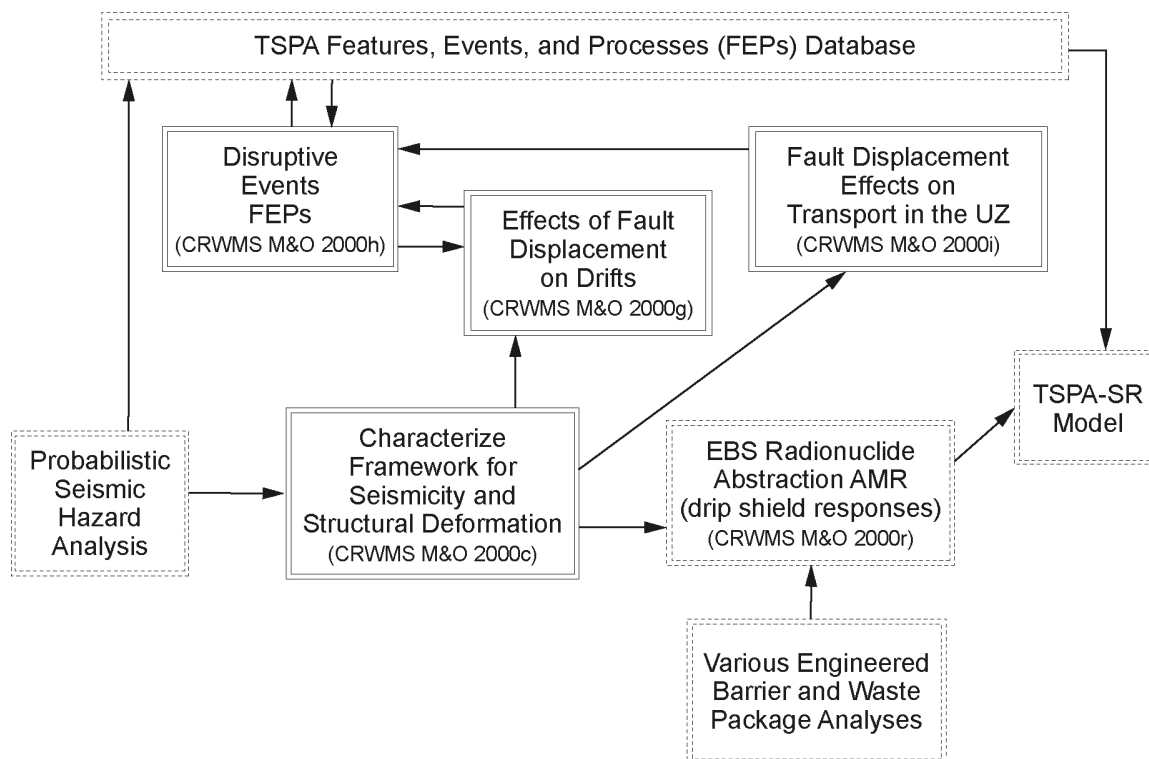 TSPA Features, Events, and Processes (FEPs) Database
Disruptive
Events
FEPs
(CRWMS M&O 2000h)
Effects of Fault
Displacement
on Drifts
(CRWMS M&O 2000g)
Fault Displacement
Effects on
Transport in the UZ
(CRWMS M&O 2000i)
TSPA-SR
Model
Probabilistic
Seismic
Hazard
Analysis
Characterize
Framework for
Seismicity and
Structural Deformation
(CRWMS M&O 2000c)
EBS Radionuclide
Abstraction AMR
(drip shield responses)
(CRWMS M&O 2000r)
Various Engineered
Barrier and Waste
Package Analyses